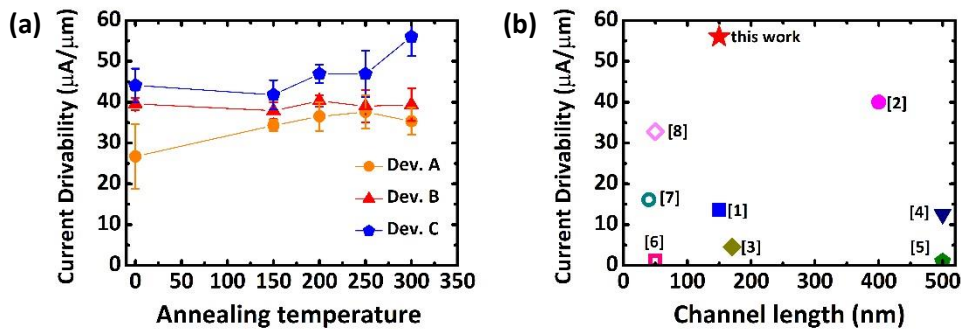 (a)
Current Drivability (μA/μm)
60
50
40
30
20
10
0
Dev. A
Dev. B
Dev. C
0 50 100 150 200 250 300 350
Annealing temperature
(b)
Current Drivability (μA/μm)
60
50
40
30
20
10
0
this work
[2]
[8]
[7]
[1]
[4]
[6]
[3]
[5]
0 100 200 300 400 500
Channel length (nm)